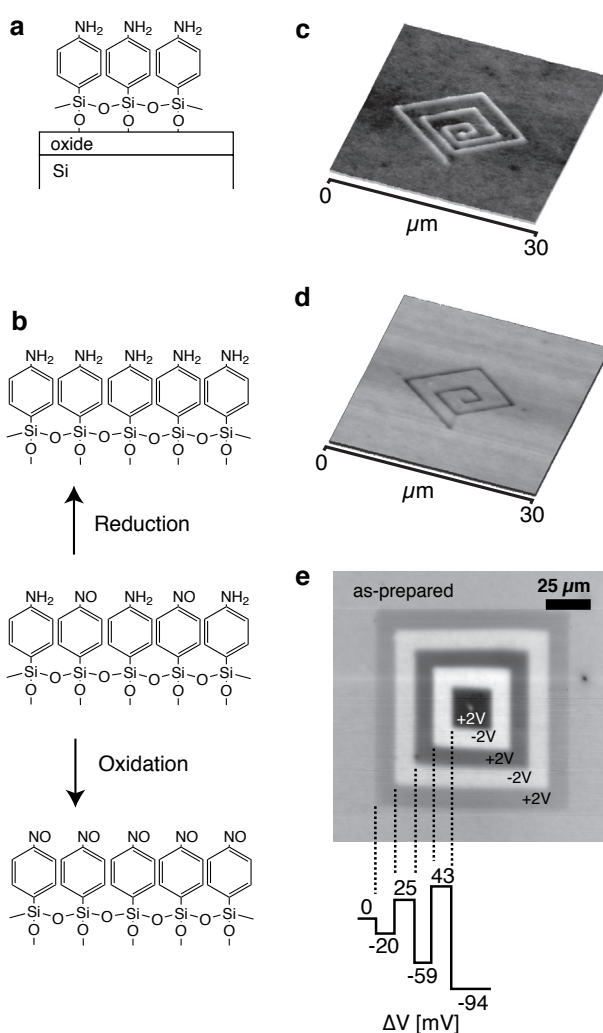 a
NH2 NH2 NH2
Si O Si O Si
O O O
oxide
Si
b
NH2 NH2 NH2 NH2 NH2
Si O Si O Si O Si O Si
O O O O O
Reduction
NH2 NO NH2 NO NH2
Si O Si O Si O Si O Si
O O O O O
Oxidation
NO NO NO NO NO
Si O Si O Si O Si O Si
O O O O O
c
0
µm
30
d
0
µm
30
e
as-prepared
25 µm
+2V
-2V
+2V
-2V
+2V
0
25
43
-20
-59
-94
ΔV [mV]